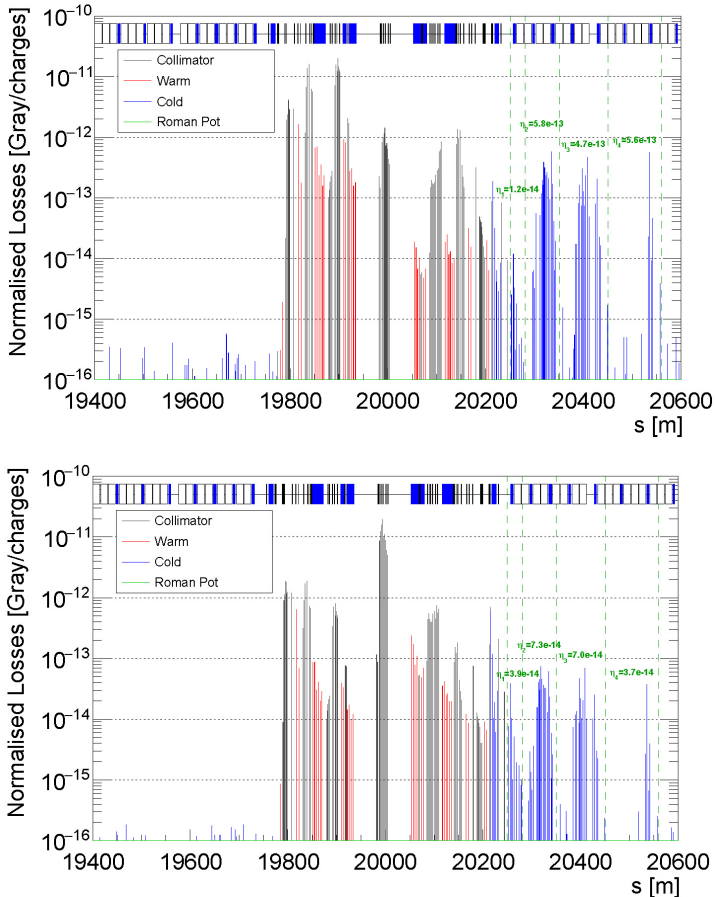 Normalised Losses [Gray/charges]
10⁻¹⁰
10⁻¹¹
10⁻¹²
10⁻¹³
10⁻¹⁴
10⁻¹⁵
10⁻¹⁶
Collimator
Warm
Cold
Roman Pot
η₂=5.8e-13
η₃=4.7e-13
η₄=5.6e-13
η₁=1.2e-14
19400 19600 19800 20000 20200 20400 20600
s [m]
Normalised Losses [Gray/charges]
10⁻¹⁰
10⁻¹¹
10⁻¹²
10⁻¹³
10⁻¹⁴
10⁻¹⁵
10⁻¹⁶
Collimator
Warm
Cold
Roman Pot
η₂=7.3e-14
η₃=7.0e-14
η₁=3.9e-14
η₄=3.7e-14
19400 19600 19800 20000 20200 20400 20600
s [m]